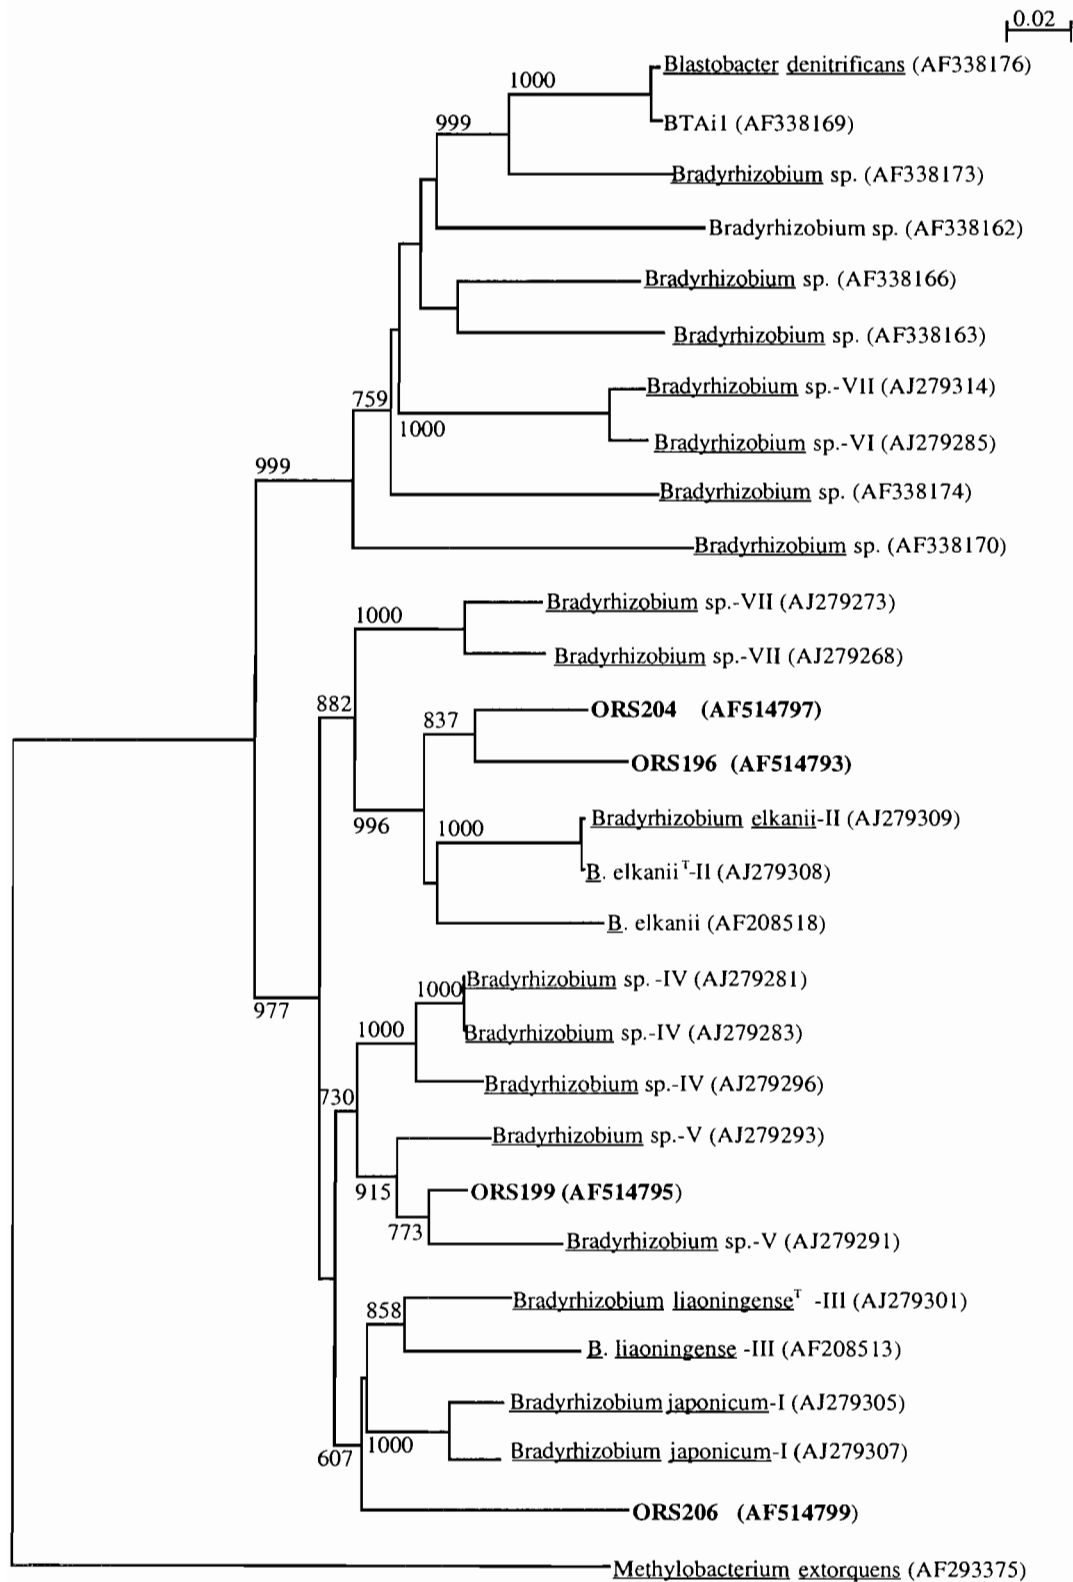 0.02
Blastobacter denitrificans (AF338176)
1000
BTAi1 (AF338169)
999
Bradyrhizobium sp. (AF338173)
Bradyrhizobium sp. (AF338162)
Bradyrhizobium sp. (AF338166)
Bradyrhizobium sp. (AF338163)
Bradyrhizobium sp.-VII (AJ279314)
759
1000
Bradyrhizobium sp.-VI (AJ279285)
999
Bradyrhizobium sp. (AF338174)
Bradyrhizobium sp. (AF338170)
Bradyrhizobium sp.-VII (AJ279273)
1000
Bradyrhizobium sp.-VII (AJ279268)
882
ORS204 (AF514797)
837
ORS196 (AF514793)
Bradyrhizobium elkanii-II (AJ279309)
996
1000
B. elkanii T-II (AJ279308)
B. elkanii (AF208518)
Bradyrhizobium sp. -IV (AJ279281)
1000
977
1000
Bradyrhizobium sp.-IV (AJ279283)
Bradyrhizobium sp.-IV (AJ279296)
730
Bradyrhizobium sp.-V (AJ279293)
915
ORS199 (AF514795)
773
Bradyrhizobium sp.-V (AJ279291)
Bradyrhizobium liaoningenseT -III (AJ279301)
858
B. liaoningense -III (AF208513)
Bradyrhizobium japonicum-I (AJ279305)
1000
607
Bradyrhizobium japonicum-I (AJ279307)
ORS206 (AF514799)
Methylobacterium extorquens (AF293375)